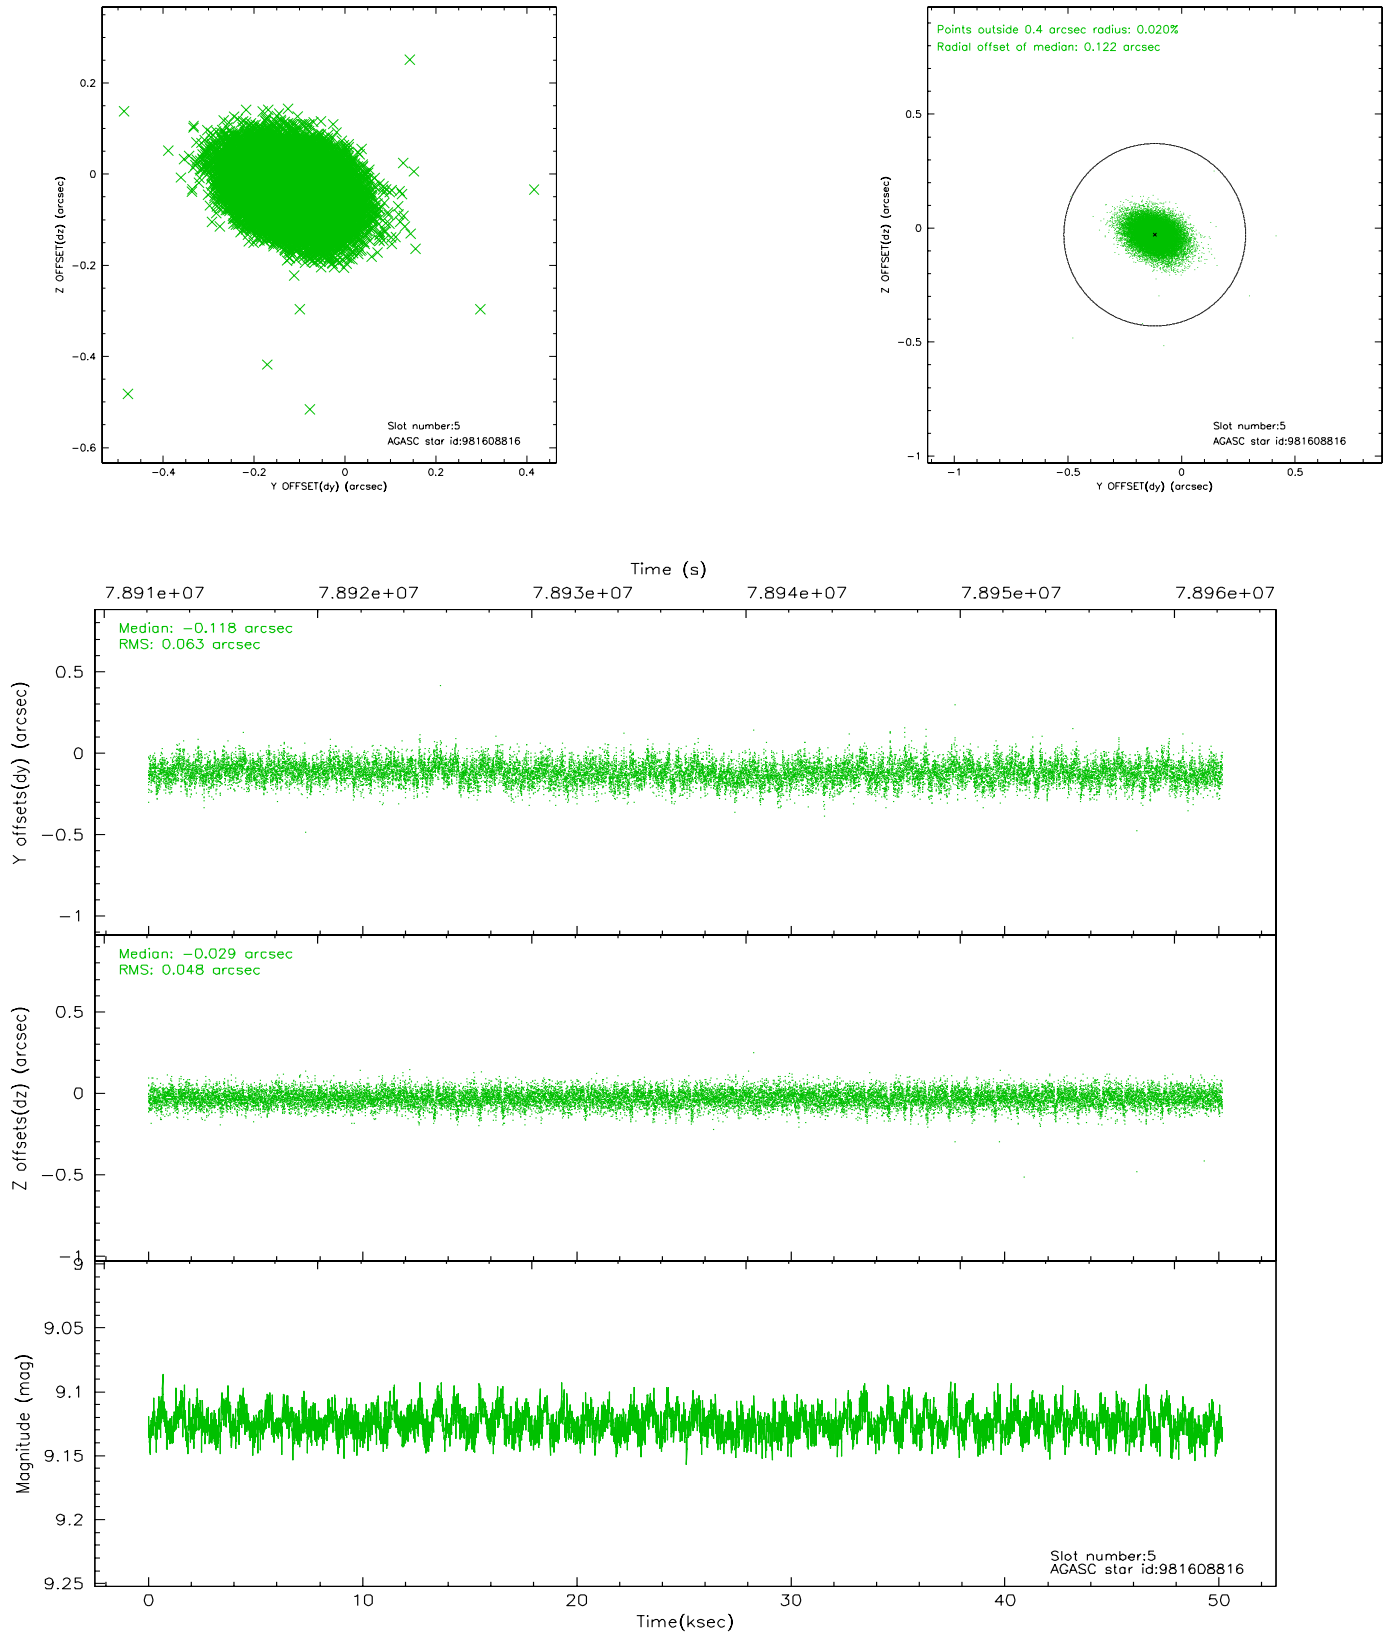 0.2
0
−0.2
−0.4
−0.6
Z OFFSET(dz) (arcsec)
Slot number:5
AGASC star id:981608816
−0.4
−0.2
0
0.2
0.4
Y OFFSET(dy) (arcsec)
Points outside 0.4 arcsec radius: 0.020%
Radial offset of median: 0.122 arcsec
0.5
0
−0.5
−1
Z OFFSET(dz) (arcsec)
Slot number:5
AGASC star id:981608816
−1
−0.5
0
0.5
Y OFFSET(dy) (arcsec)
Time (s)
7.891e+07
7.892e+07
7.893e+07
7.894e+07
7.895e+07
7.896e+07
Median: −0.118 arcsec
RMS: 0.063 arcsec
0.5
0
−0.5
−1
Y offsets(dy) (arcsec)
Median: −0.029 arcsec
RMS: 0.048 arcsec
0.5
0
−0.5
−1
Z offsets(dz) (arcsec)
9
9.05
9.1
9.15
9.2
9.25
Magnitude (mag)
Slot number:5
AGASC star id:981608816
0
10
20
30
40
50
Time(ksec)